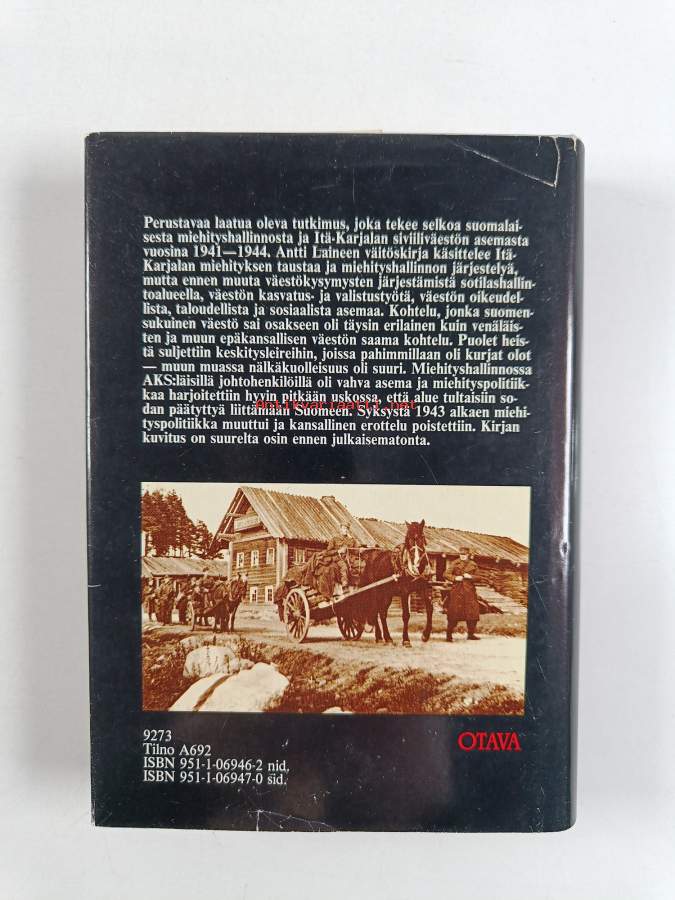 Perustavaa laatua oleva tutkimus, joka tekee selkoa suomalai-
sesta miehityshallinnosta ja Itä-Karjalan siviiliväestön asemasta
vuosina 1941—1944. Antti Laineen väitöskirja käsittelee Itä-
Karjalan miehityksen taustaa ja miehityshallinnon järjestelyä,
mutta ennen muuta väestökysymysten järjestämistä sotilashallin-
toalueella, väestön kasvatus- ja valistustyötä, väestön oikeudel-
lista, taloudellista ja sosiaalista asemaa. Kohtelu, jonka suomen-
sukuinen väestö sai osakseen oli täysin erilainen kuin venäläis-
ten ja muun epäkansallisen väestön saama kohtelu. Puolet heis-
tä suljettiin keskitysleireihin, joissa pahimmillaan oli kurjat olot
— muun muassa nälkäkuolleisuus oli suuri. Miehityshallinnossa
AKS:läisillä johtohenkilöillä oli vahva asema ja miehityspolitiik-
kaa harjoitettiin hyvin pitkään uskossa, että alue tultaisiin so-
antikvariaatti.net
dan päätyttyä liittämään Suomeen. Syksystä 1943 alkaen miehi-
tyspolitiikka muuttui ja kansallinen erottelu poistettiin. Kirjan
kuvitus on suurelta osin ennen julkaisematonta.
9273
Tilno A692
ISBN 951-1-06946-2 nid.
ISBN 951-1-06947-0 sid.
OTAVA